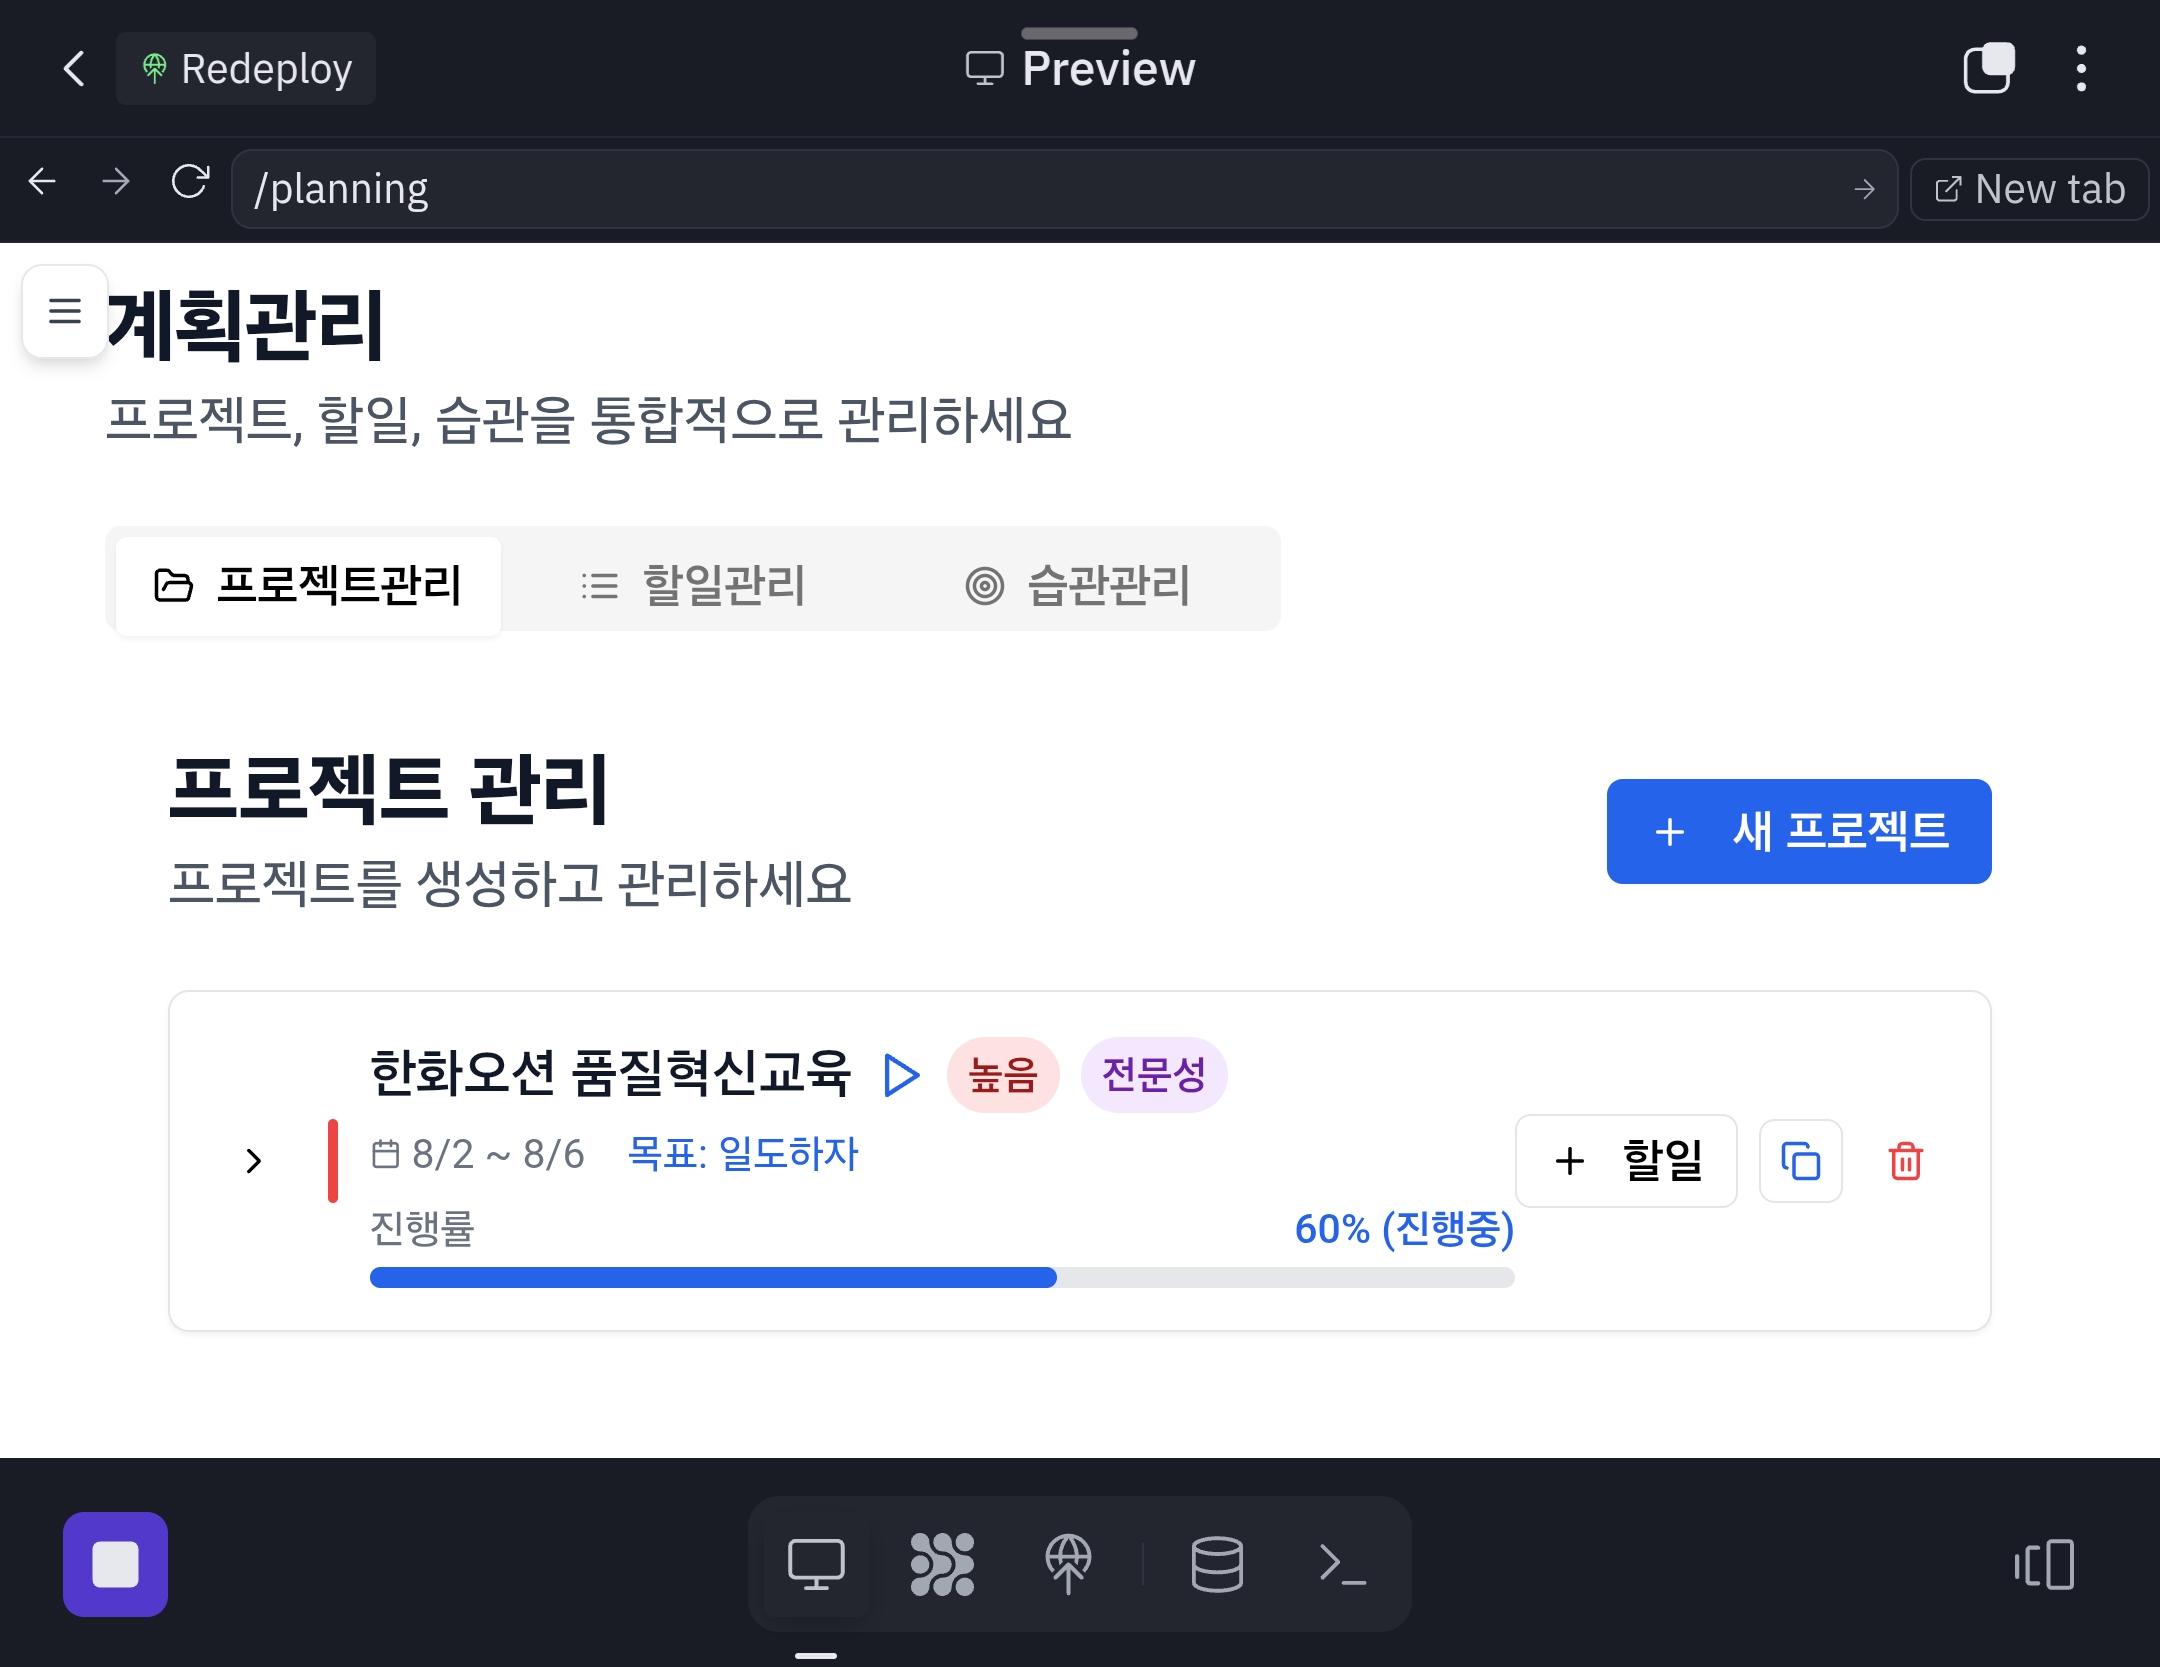 Redeploy
Preview
/planning
New tab
계획관리
프로젝트, 할일, 습관을 통합적으로 관리하세요
프로젝트관리
할일관리
습관관리
프로젝트 관리
프로젝트를 생성하고 관리하세요
새 프로젝트
한화오션 품질혁신교육
높음
전문성
8/2 ~ 8/6
목표: 일도하자
할일
진행률
60% (진행중)